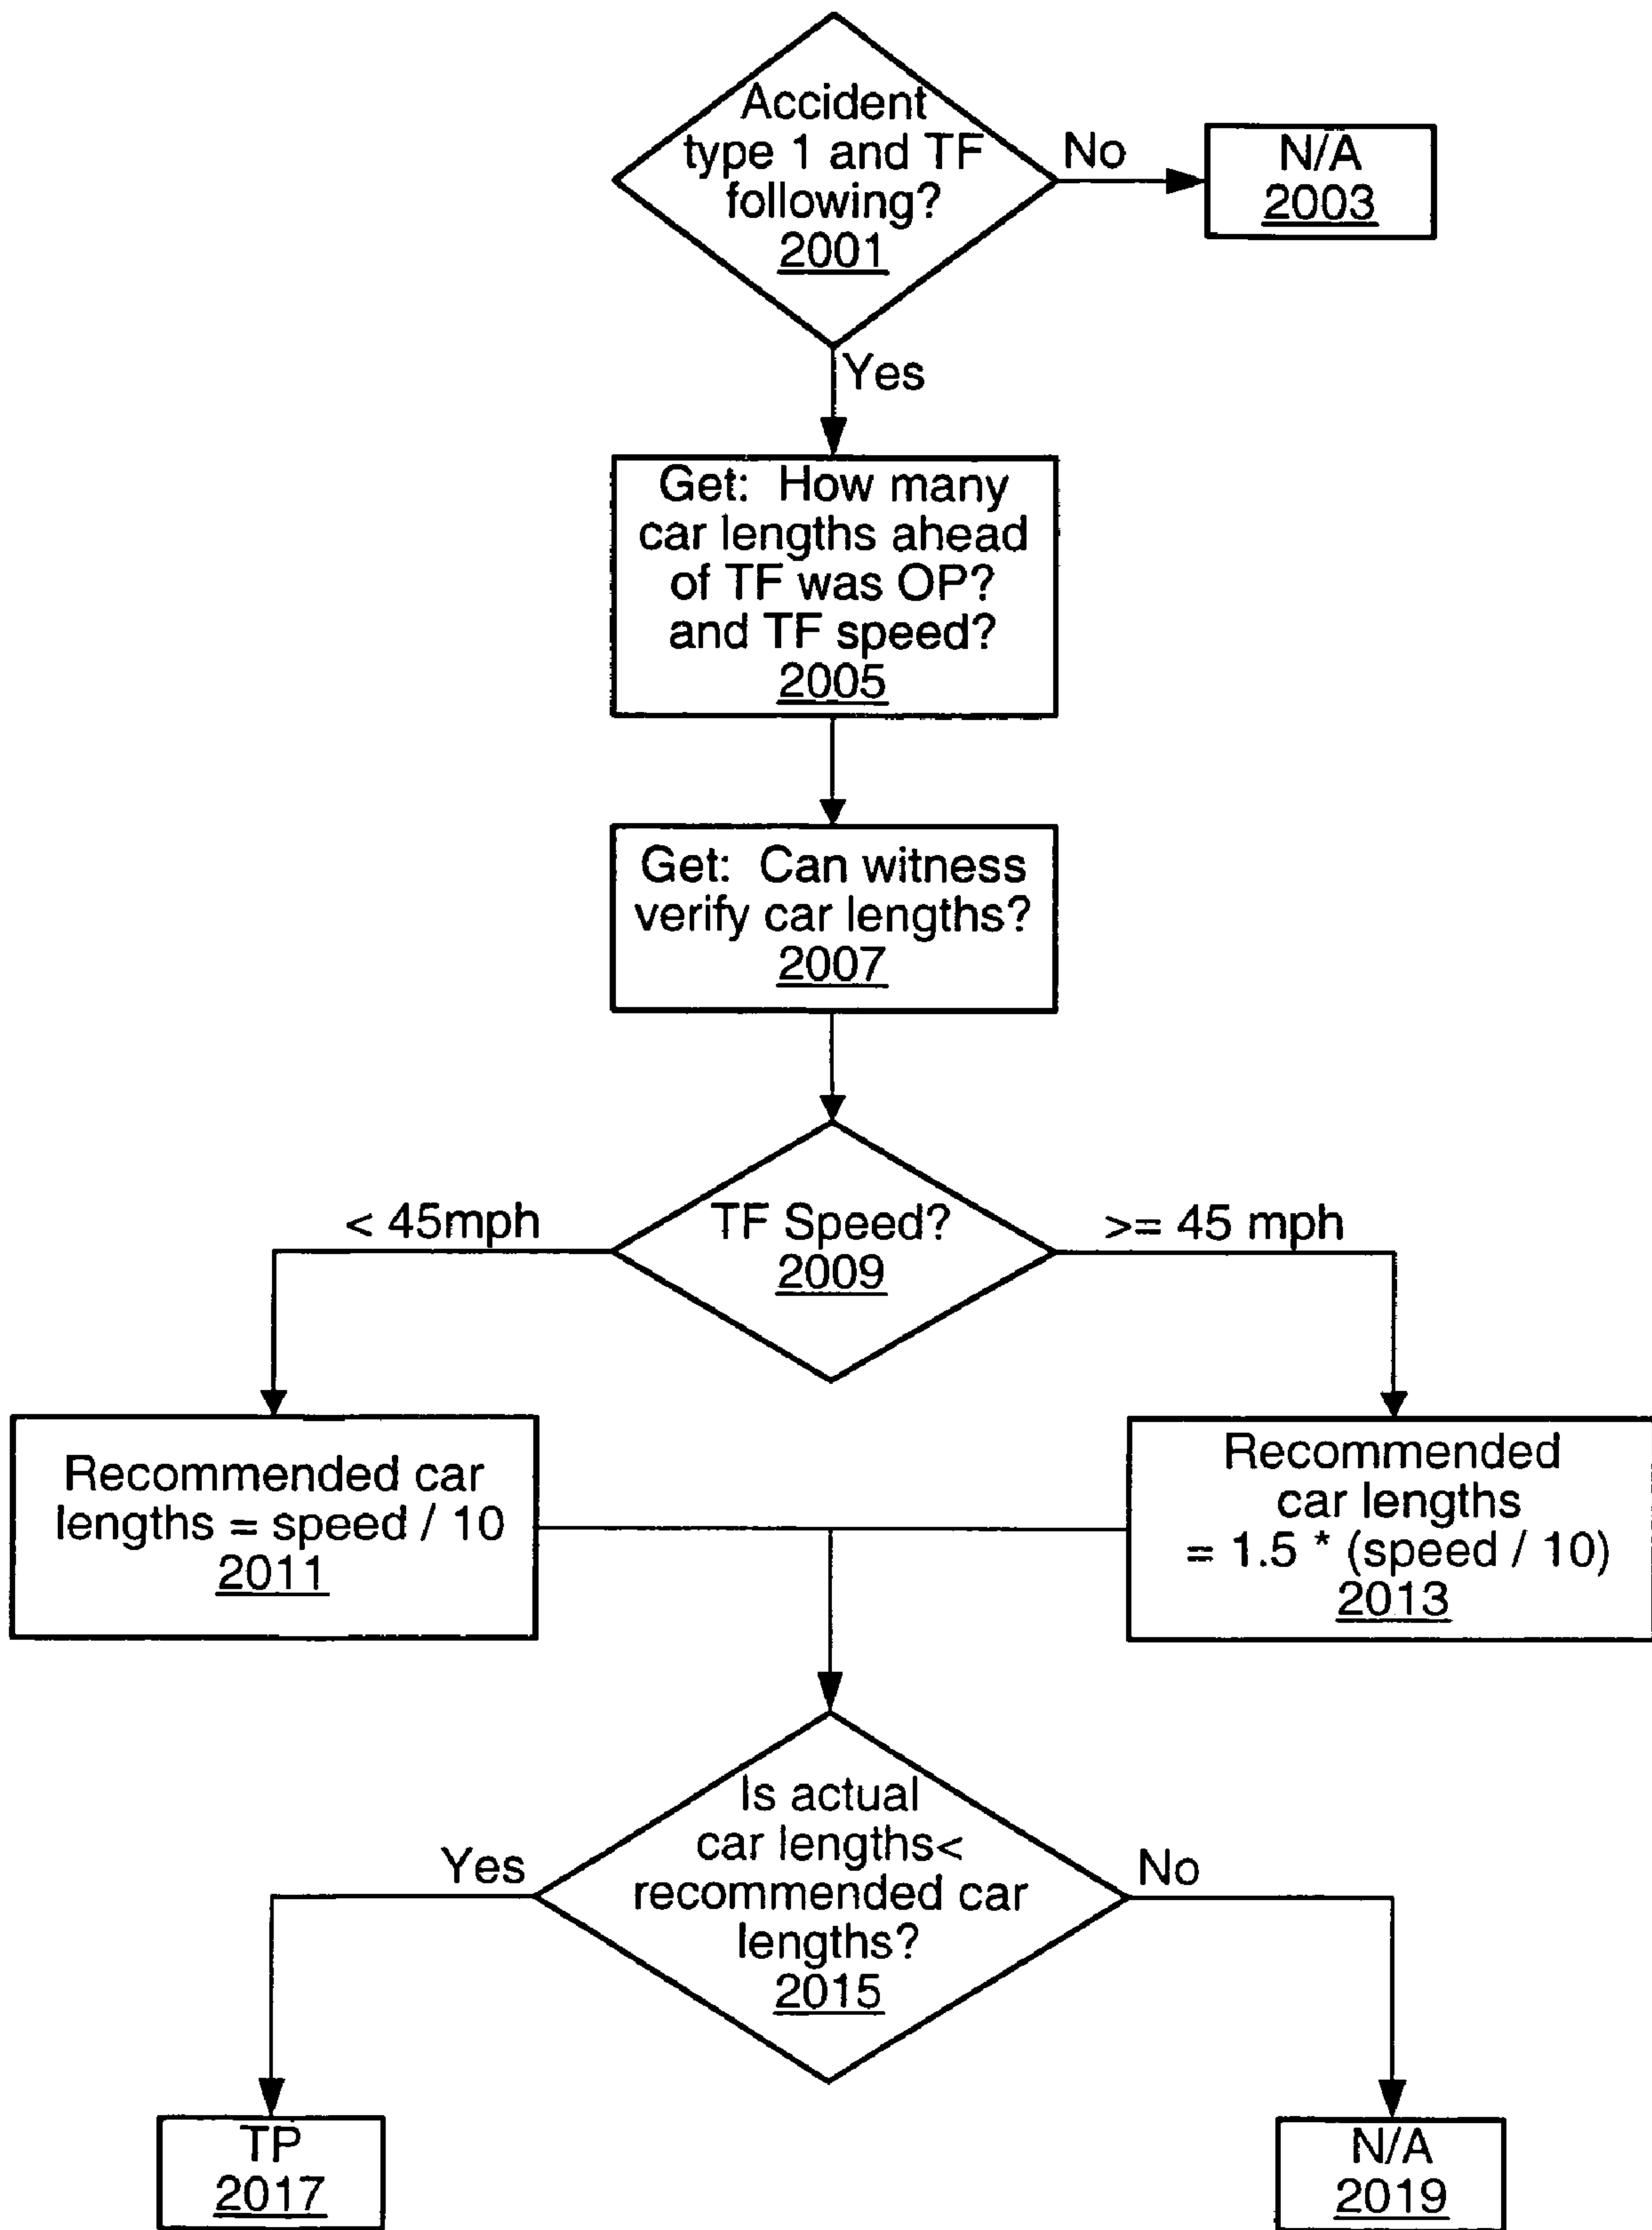 Accident
type 1 and TF
following?
2001
No
N/A
2003
Yes
Get: How many
car lengths ahead
of TF was OP?
and TF speed?
2005
Get: Can witness
verify car lengths?
2007
< 45mph
TF Speed?
2009
>= 45 mph
Recommended car
lengths = speed / 10
2011
Recommended
car lengths
= 1.5 * (speed / 10)
2013
Is actual
car lengths<
recommended car
lengths?
2015
Yes
No
TP
2017
N/A
2019